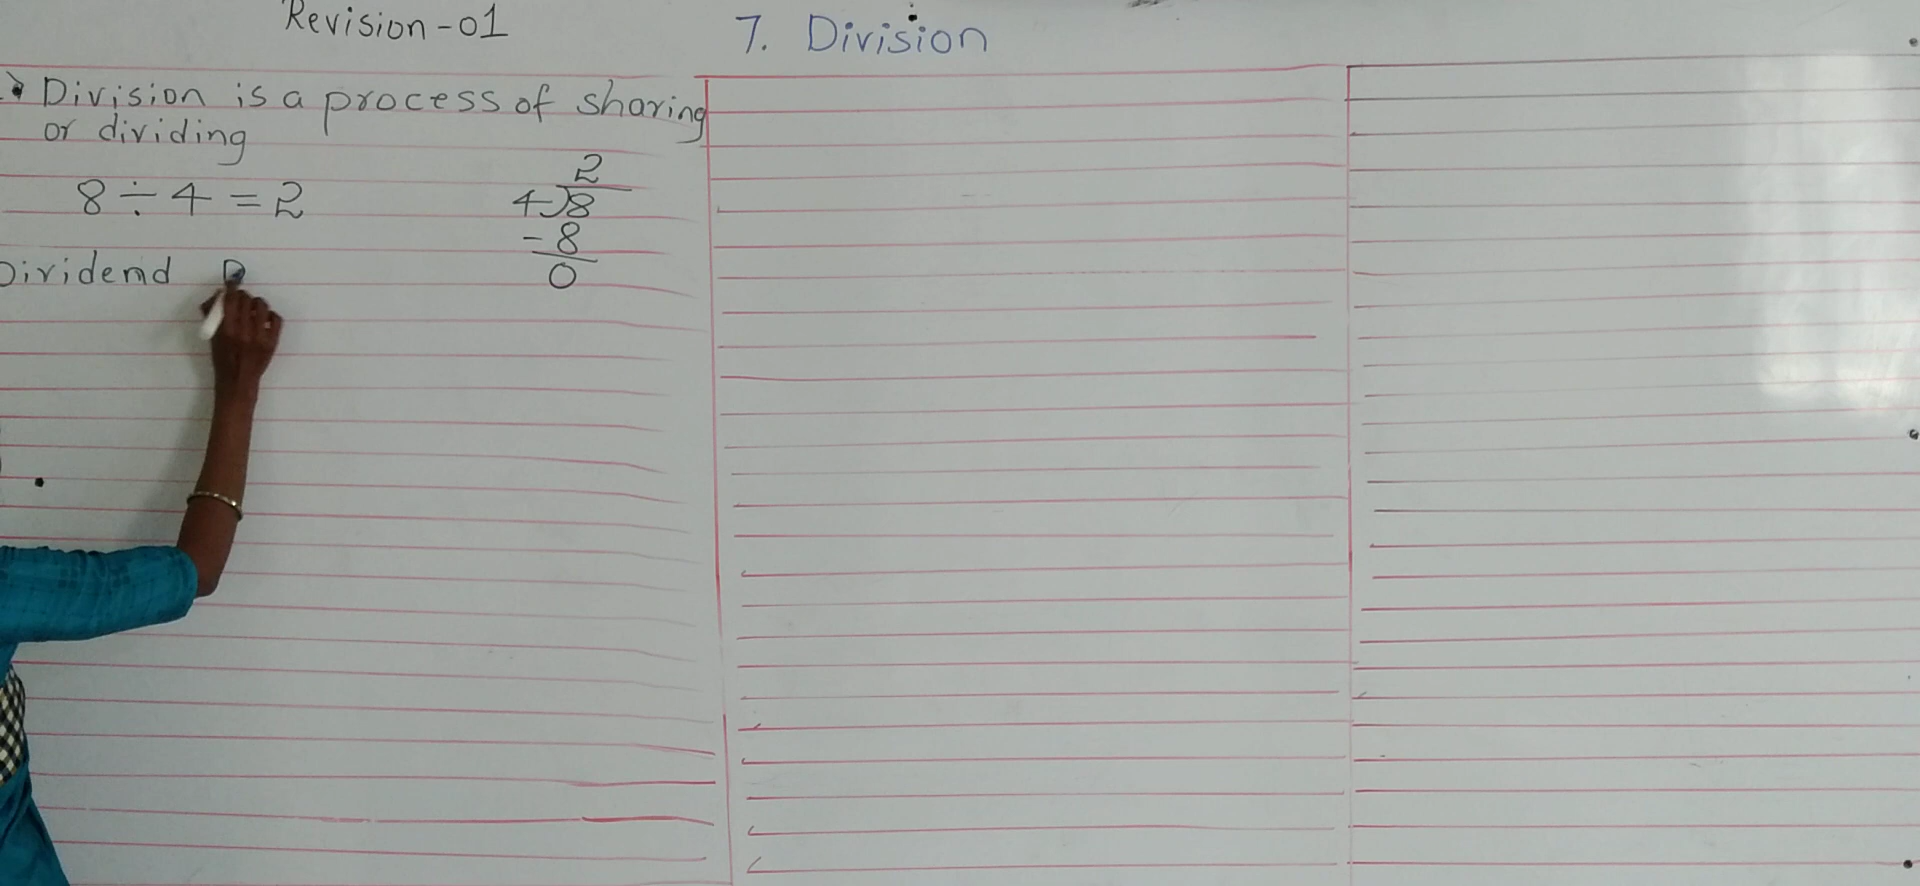 Revision-01
7. Division
Division is a process of sharing
or dividing
8 ÷ 4 = 2
2
4)8
-8
0
Dividend D